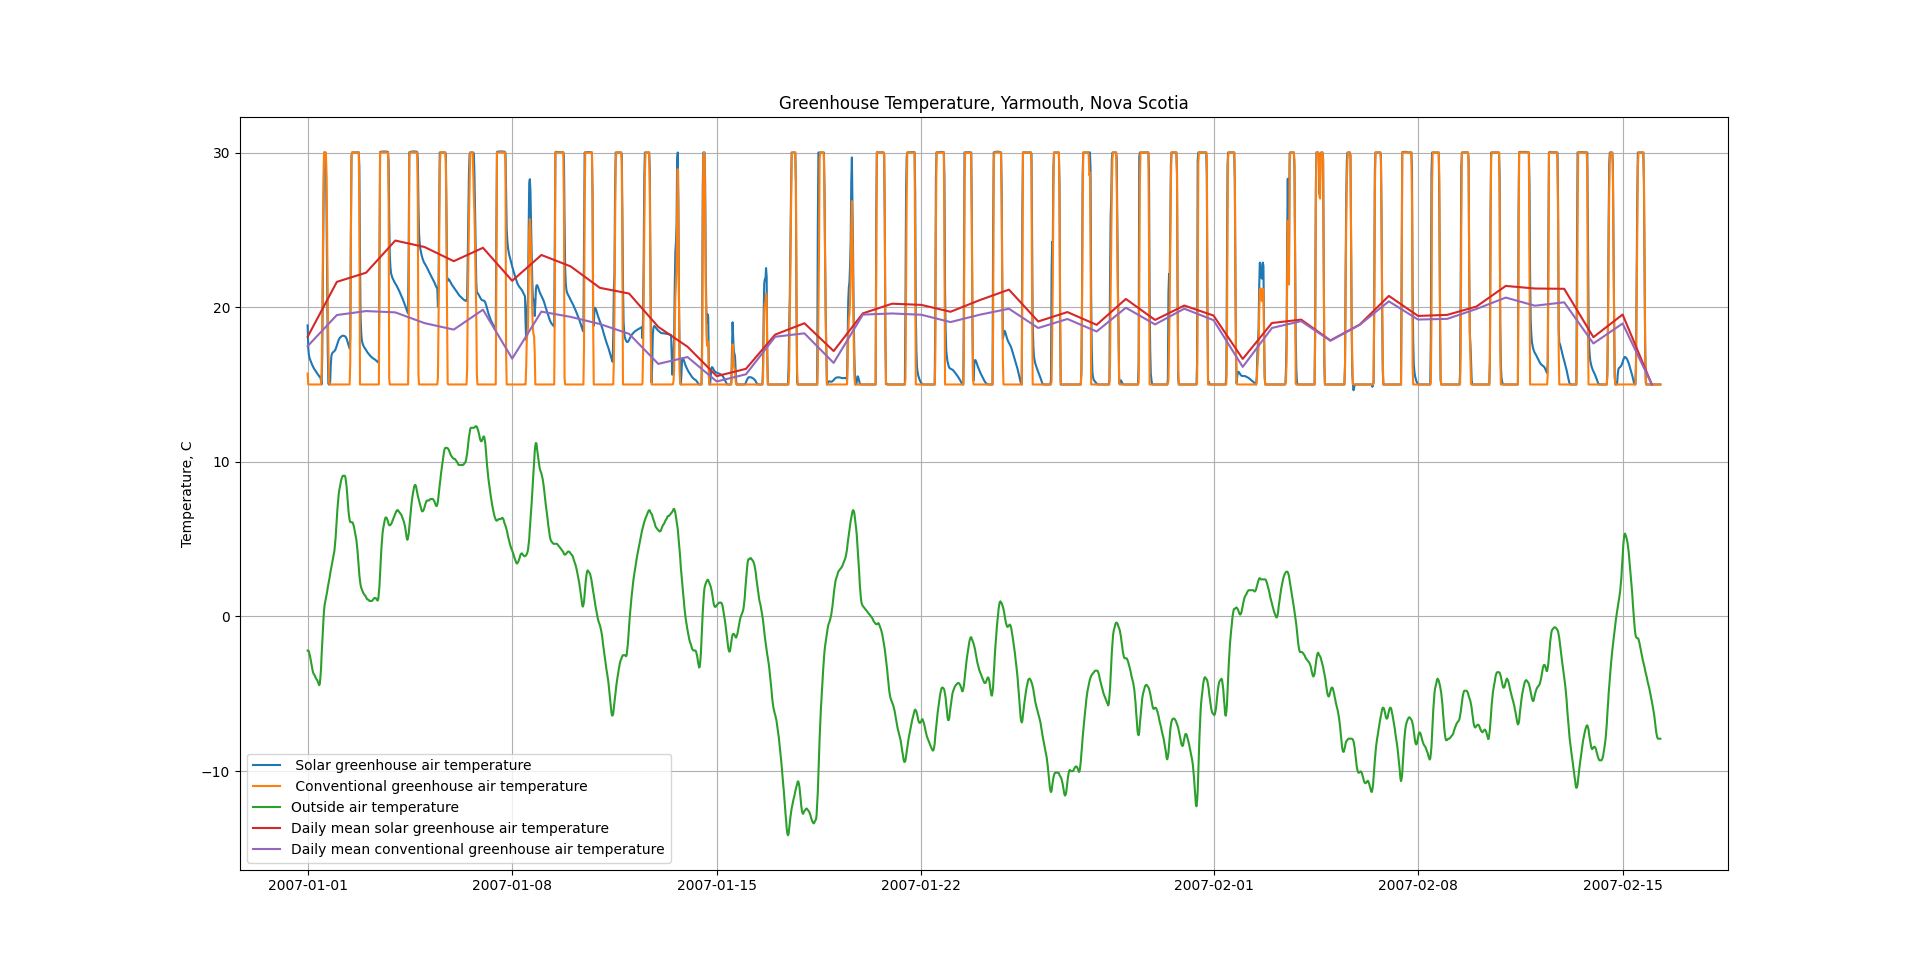 Greenhouse Temperature, Yarmouth, Nova Scotia
Temperature, C
30
20
10
0
−10
Solar greenhouse air temperature
Conventional greenhouse air temperature
Outside air temperature
Daily mean solar greenhouse air temperature
Daily mean conventional greenhouse air temperature
2007-01-01 2007-01-08 2007-01-15 2007-01-22 2007-02-01 2007-02-08 2007-02-15